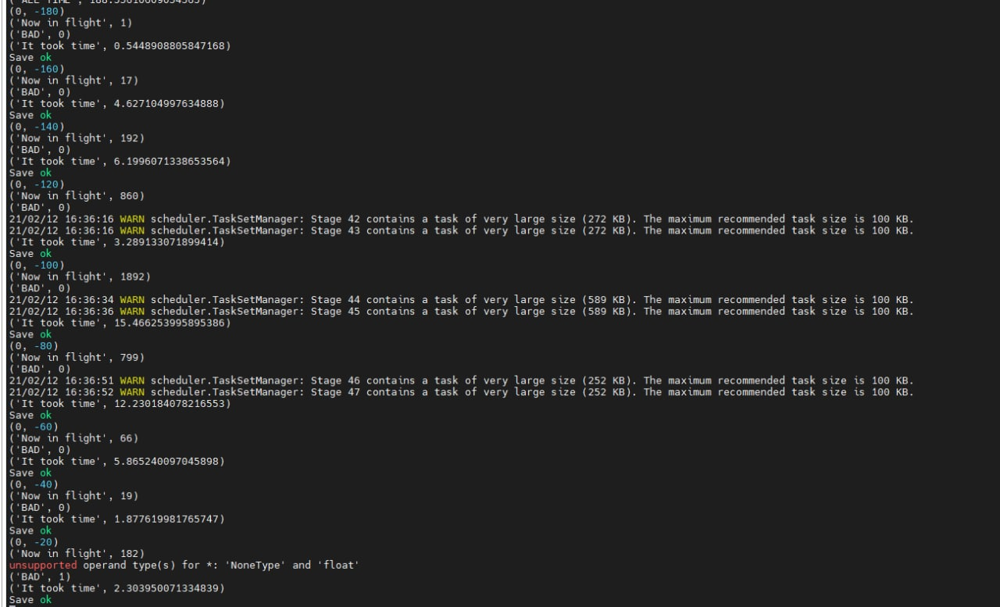 (0, -180)
('Now in flight', 1)
('BAD', 0)
('It took time', 0.5448908805847168)
Save ok
(0, -160)
('Now in flight', 17)
('BAD', 0)
('It took time', 4.627104997634888)
Save ok
(0, -140)
('Now in flight', 192)
('BAD', 0)
('It took time', 6.1996071338653564)
Save ok
(0, -120)
('Now in flight', 860)
('BAD', 0)
21/02/12 16:36:16 WARN scheduler.TaskSetManager: Stage 42 contains a task of very large size (272 KB). The maximum recommended task size is 100 KB.
21/02/12 16:36:16 WARN scheduler.TaskSetManager: Stage 43 contains a task of very large size (272 KB). The maximum recommended task size is 100 KB.
('It took time', 3.289133071899414)
Save ok
(0, -100)
('Now in flight', 1892)
('BAD', 0)
21/02/12 16:36:34 WARN scheduler.TaskSetManager: Stage 44 contains a task of very large size (589 KB). The maximum recommended task size is 100 KB.
21/02/12 16:36:36 WARN scheduler.TaskSetManager: Stage 45 contains a task of very large size (589 KB). The maximum recommended task size is 100 KB.
('It took time', 15.466253995895386)
Save ok
(0, -80)
('Now in flight', 799)
('BAD', 0)
21/02/12 16:36:51 WARN scheduler.TaskSetManager: Stage 46 contains a task of very large size (252 KB). The maximum recommended task size is 100 KB.
21/02/12 16:36:52 WARN scheduler.TaskSetManager: Stage 47 contains a task of very large size (252 KB). The maximum recommended task size is 100 KB.
('It took time', 12.230184078216553)
Save ok
(0, -60)
('Now in flight', 66)
('BAD', 0)
('It took time', 5.865240097045898)
Save ok
(0, -40)
('Now in flight', 19)
('BAD', 0)
('It took time', 1.877619981765747)
Save ok
(0, -20)
('Now in flight', 182)
unsupported operand type(s) for *: 'NoneType' and 'float'
('BAD', 1)
('It took time', 2.303950071334839)
Save ok